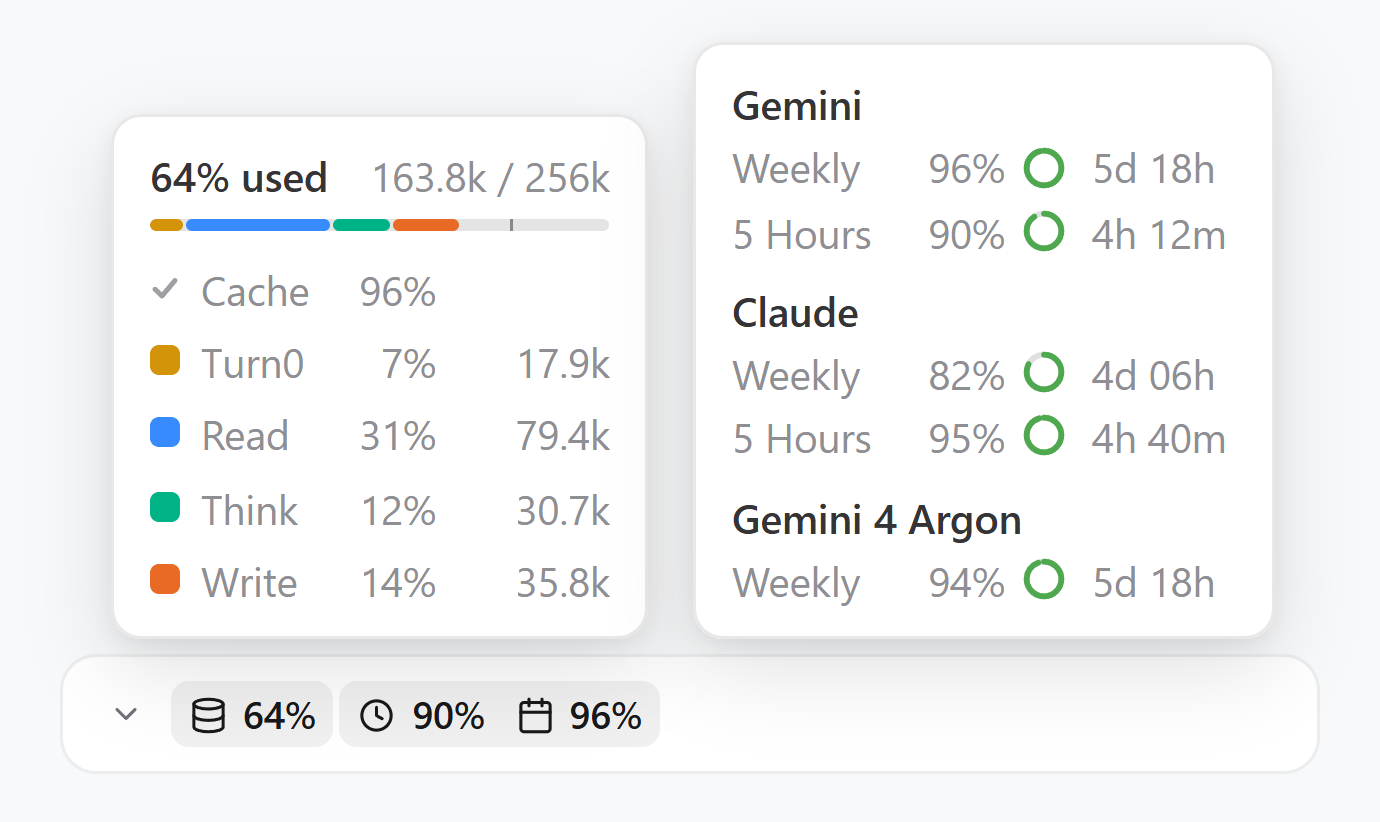 64% used 163.8k / 256k
Cache 96%
Turn0 7% 17.9k
Read 31% 79.4k
Think 12% 30.7k
Write 14% 35.8k
Gemini
Weekly 96% 5d 18h
5 Hours 90% 4h 12m
Claude
Weekly 82% 4d 06h
5 Hours 95% 4h 40m
Gemini 4 Argon
Weekly 94% 5d 18h
64% 90% 96%